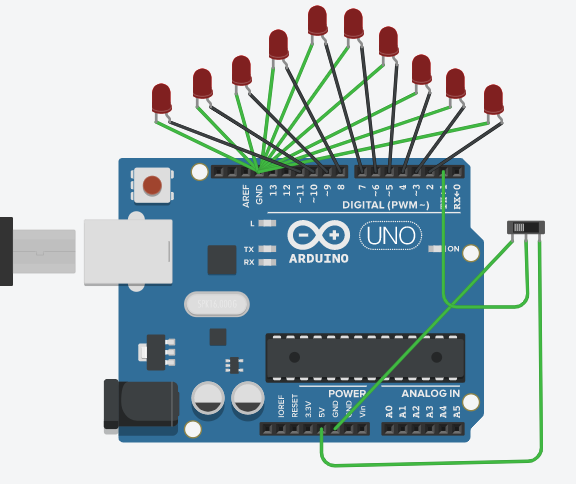 AREF
GND
13
12
~11
~10
~9
8
7
~6
~5
4
~3
2
RX←0
DIGITAL (PWM~)
L
TX
RX
ARDUINO
UNO
ON
POWER
ANALOG IN
IOREF
RESET
3.3V
5V
GND
GND
Vin
A0
A1
A2
A3
A4
A5